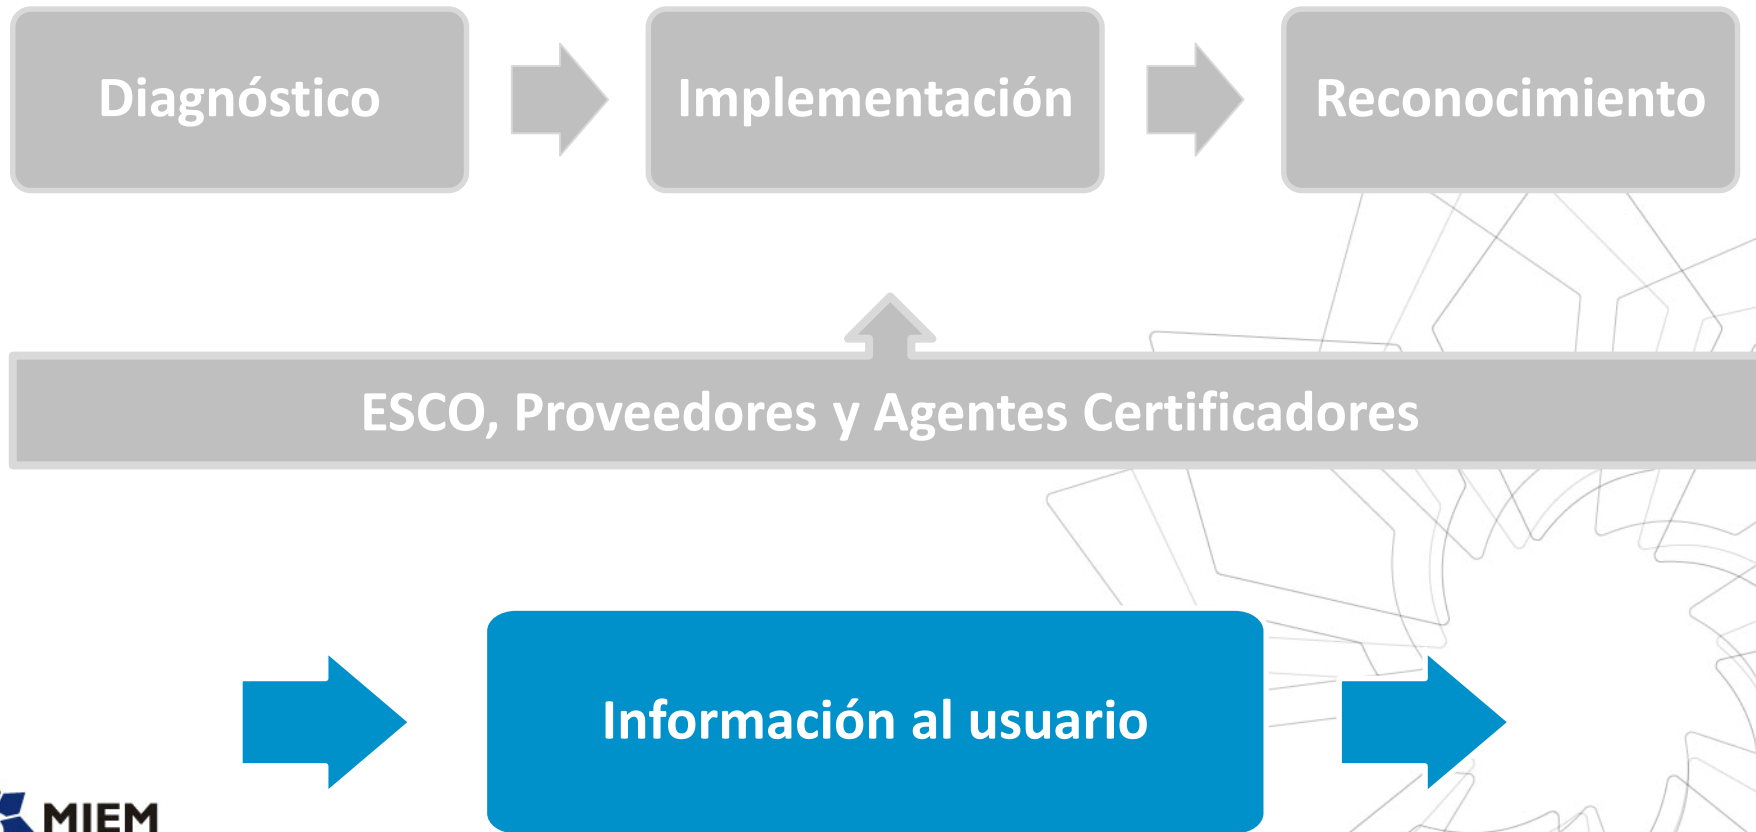 Diagnóstico
Implementación
Reconocimiento
ESCO, Proveedores y Agentes Certificadores
Información al usuario
MIEM